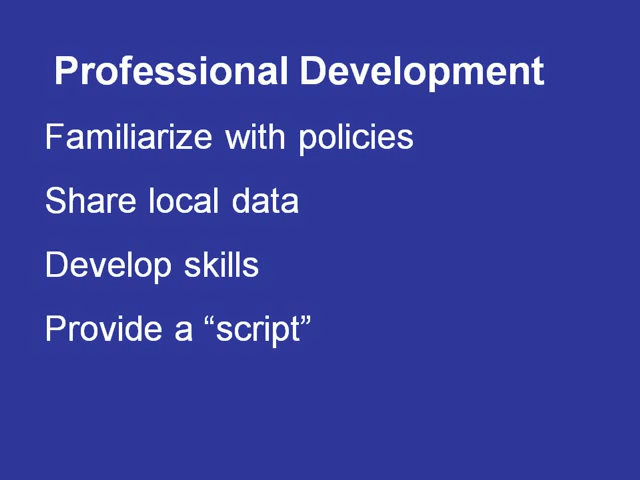 Professional Development
Familiarize with policies
Share local data
Develop skills
Provide a “script”